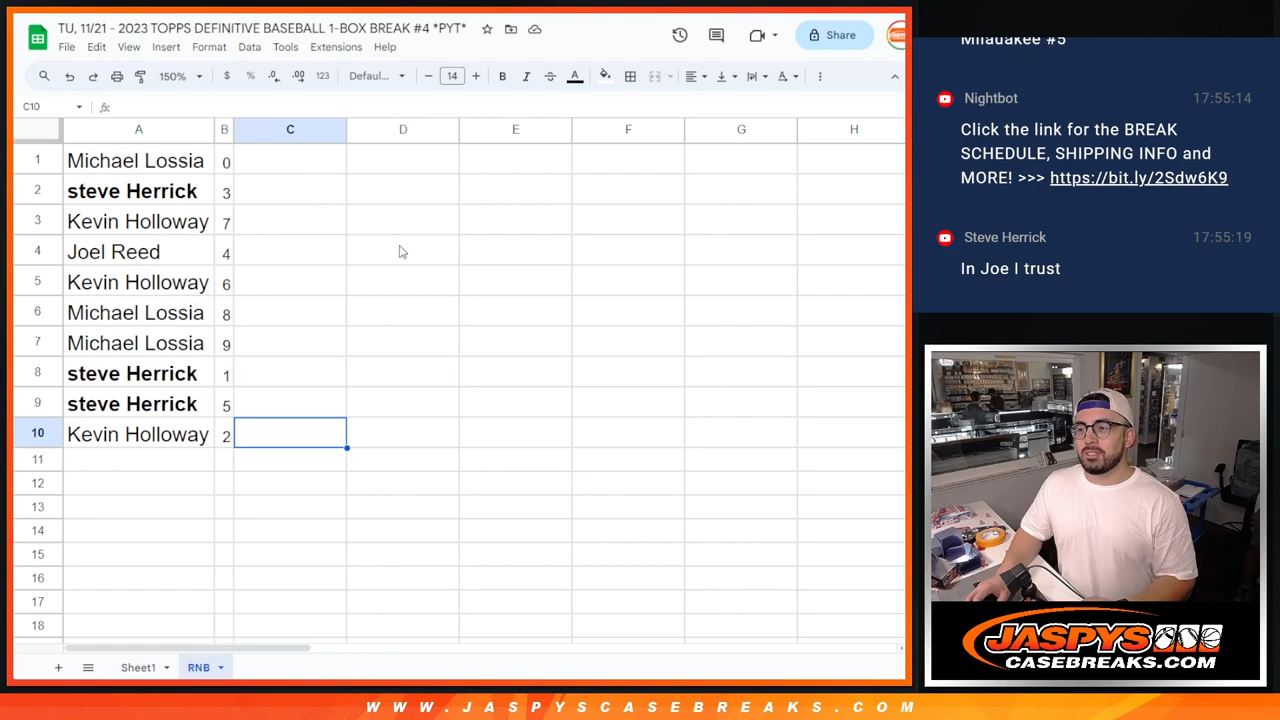 TU, 11/21 - 2023 TOPPS DEFINITIVE BASEBALL 1-BOX BREAK #4 *PYT*
File Edit View Insert Format Data Tools Extensions Help
Share
150% $ % .0 .00 123 Defaul... 14 B I A
C10 fx
A B C D E F G H
1 Michael Lossia 0
2 steve Herrick 3
3 Kevin Holloway 7
4 Joel Reed 4
5 Kevin Holloway 6
6 Michael Lossia 8
7 Michael Lossia 9
8 steve Herrick 1
9 steve Herrick 5
10 Kevin Holloway 2
11
12
13
14
15
16
17
18
Sheet1 RNB
Milauakee #5
Nightbot 17:55:14
Click the link for the BREAK
SCHEDULE, SHIPPING INFO and
MORE! >>> https://bit.ly/2Sdw6K9
Steve Herrick 17:55:19
In Joe I trust
JASPYS
CASEBREAKS.COM
WWW.JASPYSCASEBREAKS.COM